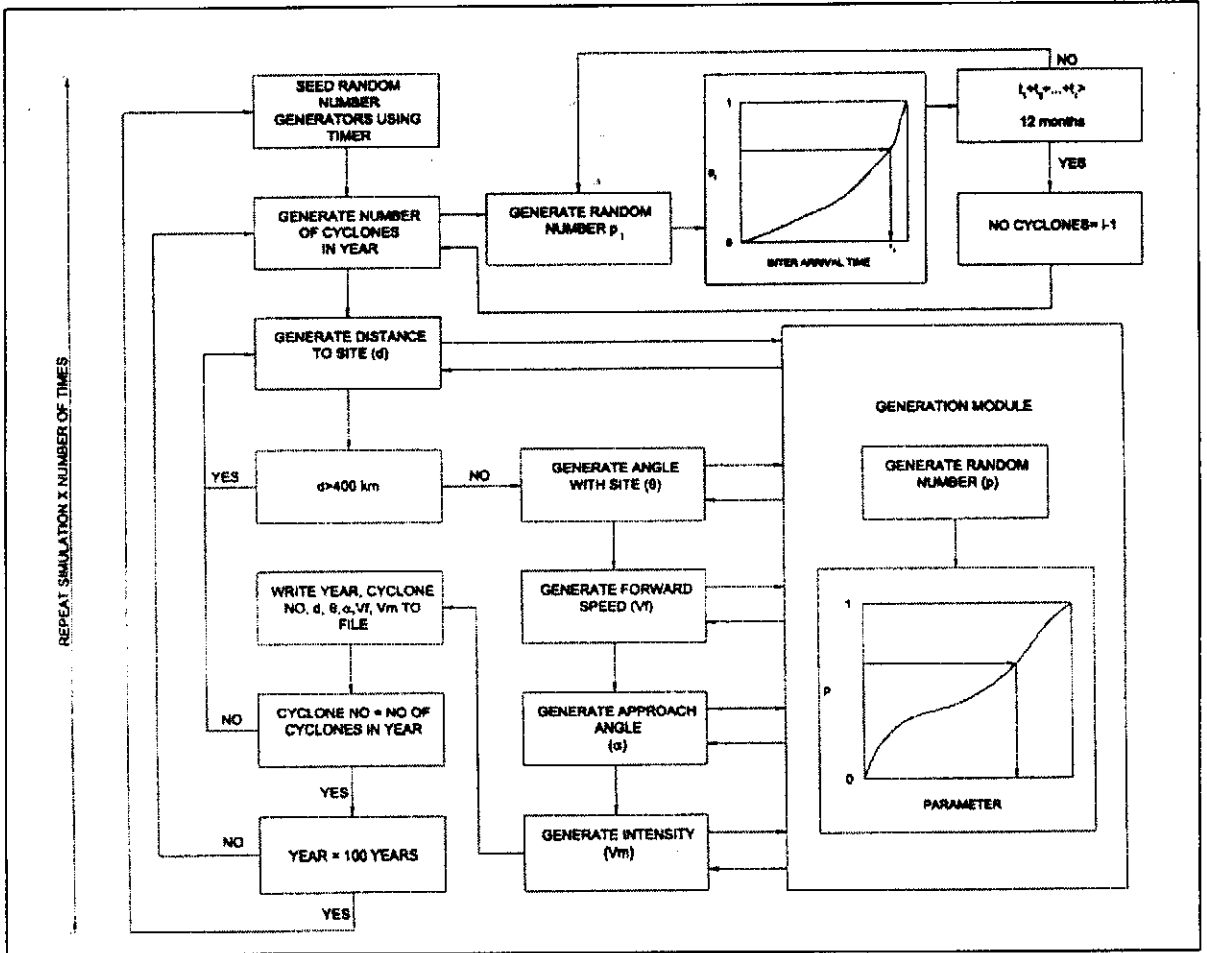 SEED RANDOM
NUMBER
GENERATORS USING
TIMER
GENERATE NUMBER
OF CYCLONES
IN YEAR
GENERATE RANDOM
NUMBER p
1
0
INTER ARRIVAL TIME
NO
12 months
YES
NO CYCLONES= i-1
GENERATE DISTANCE
TO SITE (d)
YES
d>400 km
NO
GENERATE ANGLE
WITH SITE (θ)
WRITE YEAR, CYCLONE
NO, d, θ, α, Vf, Vm TO
FILE
GENERATE FORWARD
SPEED (Vf)
NO
CYCLONE NO = NO OF
CYCLONES IN YEAR
GENERATE APPROACH
ANGLE
(α)
YES
NO
YEAR = 100 YEARS
YES
GENERATE INTENSITY
(Vm)
GENERATION MODULE
GENERATE RANDOM
NUMBER (p)
1
P
0
PARAMETER
REPEAT SIMULATION X NUMBER OF TIMES